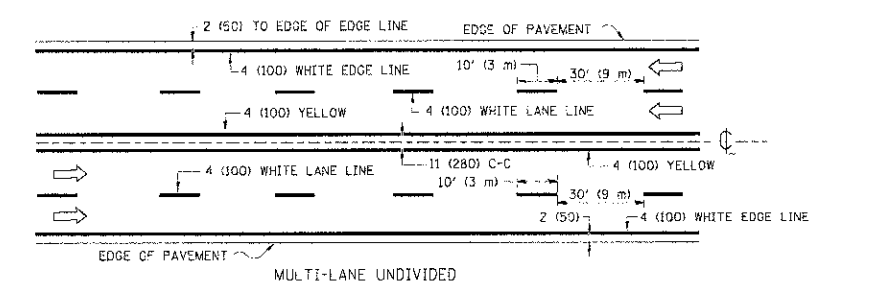 2 (50) TO EDGE OF EDGE LINE
EDGE OF PAVEMENT
4 (100) WHITE EDGE LINE
10' (3 m)
30' (9 m)
4 (100) YELLOW
4 (100) WHITE LANE LINE
℄
4 (100) WHITE LANE LINE
11 (280) C-C
4 (100) YELLOW
10' (3 m)
30' (9 m)
2 (50)
4 (100) WHITE EDGE LINE
EDGE OF PAVEMENT
MULTI-LANE UNDIVIDED